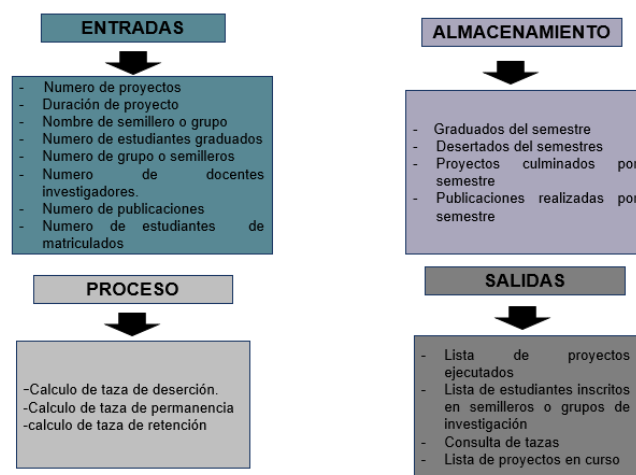 ENTRADAS
- Numero de proyectos
- Duración de proyecto
- Nombre de semillero o grupo
- Numero de estudiantes graduados
- Numero de grupo o semilleros
- Numero de docentes
investigadores.
- Numero de publicaciones
- Numero de estudiantes de
matriculados
ALMACENAMIENTO
- Graduados del semestre
- Desertados del semestres
- Proyectos culminados por
semestre
- Publicaciones realizadas por
semestre
PROCESO
-Calculo de taza de deserción.
-Calculo de taza de permanencia
-calculo de taza de retención
SALIDAS
- Lista de proyectos
ejecutados
- Lista de estudiantes inscritos
en semilleros o grupos de
investigación
- Consulta de tazas
- Lista de proyectos en curso